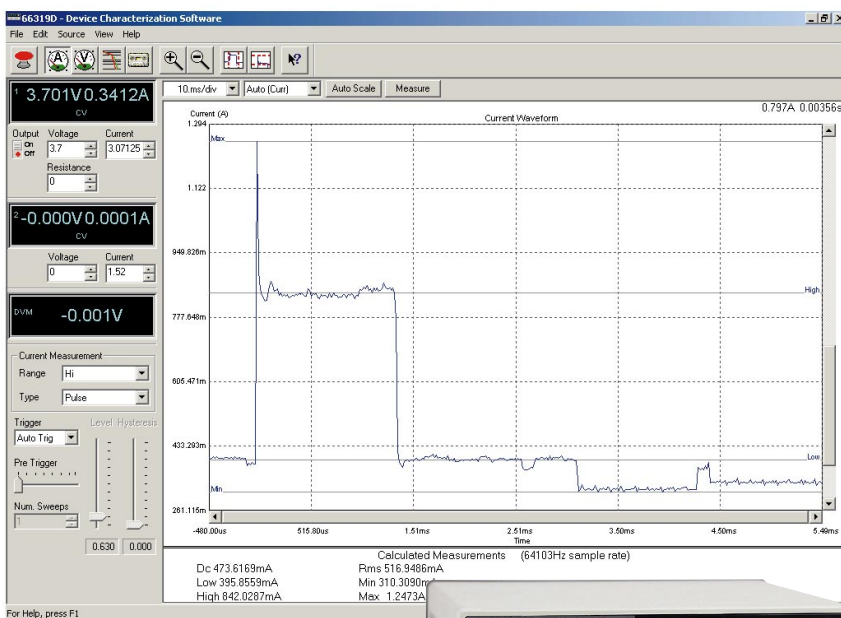 66319D - Device Characterization Software
File Edit Source View Help
10.ms/div Auto (Curr) Auto Scale Measure
1 3.701V 0.3412A
CV
Output Voltage Current
On
Off
3.7 3.07125
Resistance
0
2 -0.000V 0.0001A
CV
Voltage Current
0 1.52
DVM -0.001V
Current Measurement
Range Hi
Type Pulse
Trigger Level Hysteresis
Auto Trig
Pre Trigger
Num. Sweeps
1
0.630 0.000
0.797A 0.00356s
Current (A) Current Waveform
1.294
Max
1.122
949.826m
High
777.648m
605.471m
433.293m
Low
Min
261.115m
-480.00us 515.80us 1.51ms 2.51ms 3.50ms 4.50ms 5.49ms
Time
Calculated Measurements (64103Hz sample rate)
Dc 473.6169mA Rms 516.9486mA
Low 395.8559mA Min 310.3090m
High 842.0287mA Max 1.2473A
For Help, press F1